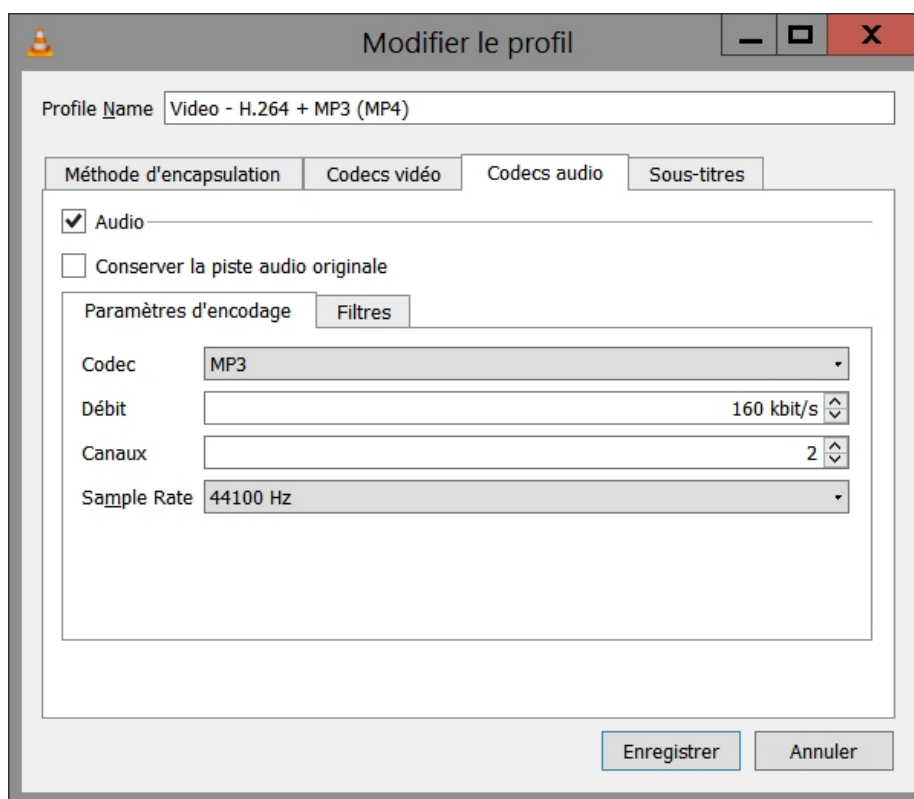 Modifier le profil
Profile Name Video - H.264 + MP3 (MP4)
Méthode d'encapsulation Codecs vidéo Codecs audio Sous-titres
Audio
Conserver la piste audio originale
Paramètres d'encodage Filtres
Codec MP3
Débit 160 kbit/s
Canaux 2
Sample Rate 44100 Hz
Enregistrer Annuler